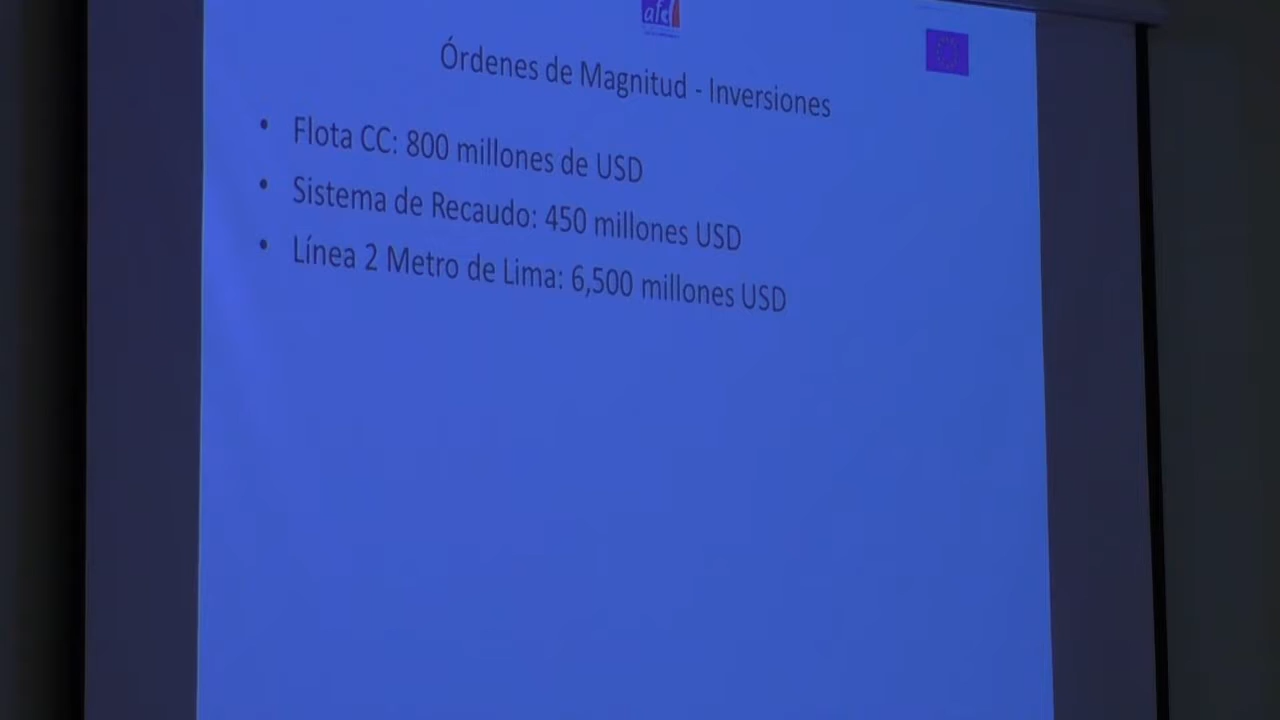 afd
Órdenes de Magnitud - Inversiones
• Flota CC: 800 millones de USD
• Sistema de Recaudo: 450 millones USD
• Línea 2 Metro de Lima: 6,500 millones USD